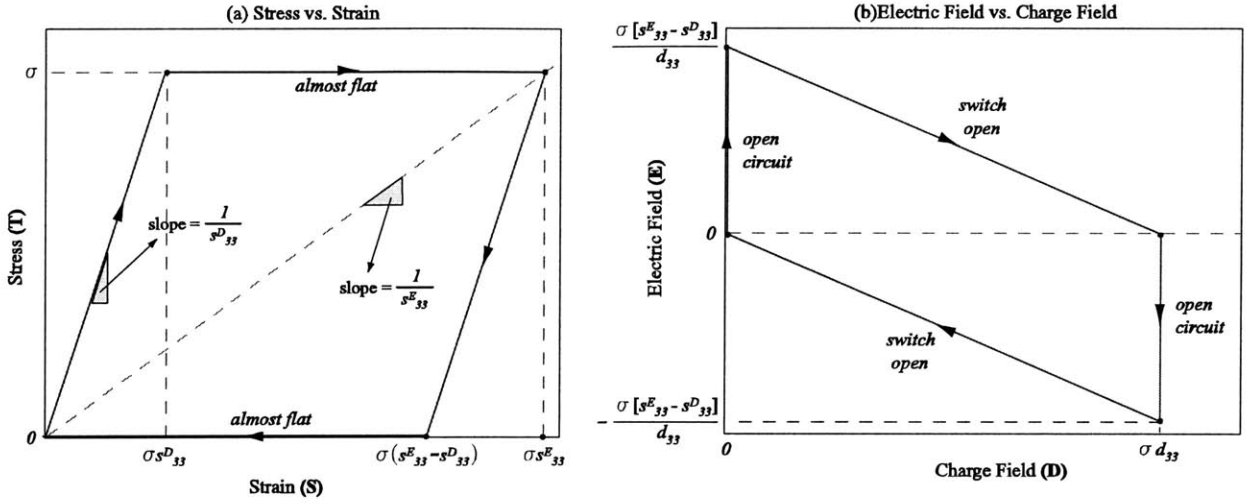 (a) Stress vs. Strain
σ
almost flat
slope = 1 / s^D_33
slope = 1 / s^E_33
Stress (T)
almost flat
0
σs^D_33
σ(s^E_33 – s^D_33)
σs^E_33
Strain (S)
(b)Electric Field vs. Charge Field
σ [s^E_33 - s^D_33]
d_33
switch
open
open
circuit
Electric Field (E)
0
open
circuit
switch
open
σ [s^E_33 - s^D_33]
-
d_33
0
σ d_33
Charge Field (D)